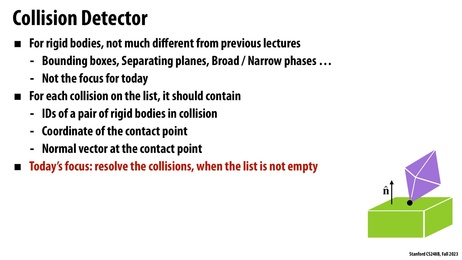 Collision Detector
■ For rigid bodies, not much different from previous lectures
- Bounding boxes, Separating planes, Broad / Narrow phases …
- Not the focus for today
■ For each collision on the list, it should contain
- IDs of a pair of rigid bodies in collision
- Coordinate of the contact point
- Normal vector at the contact point
■ Today's focus: resolve the collisions, when the list is not empty
n̂
Stanford CS248B, Fall 2023